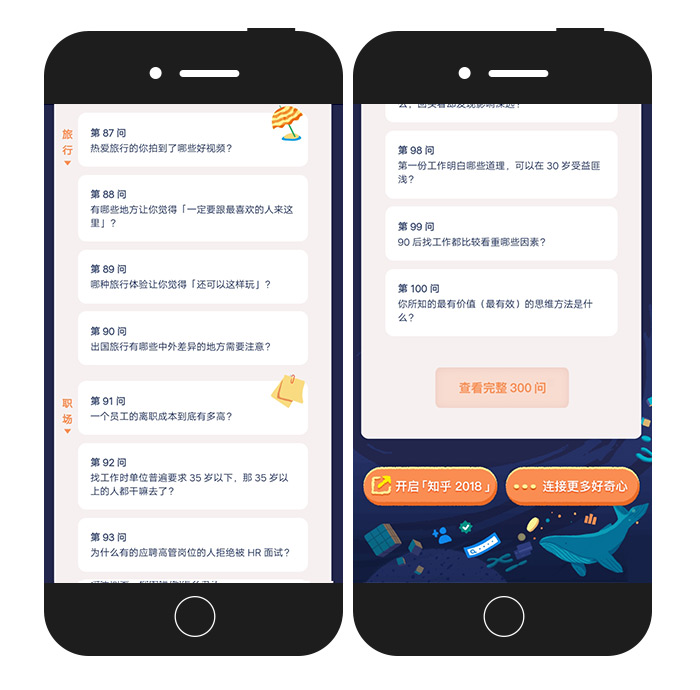 旅行
第 87 问
热爱旅行的你拍到了哪些好视频？
第 88 问
有哪些地方让你觉得「一定要跟最喜欢的人来这
里」？
第 89 问
哪种旅行体验让你觉得「还可以这样玩」？
第 90 问
出国旅行有哪些中外差异的地方需要注意？
职场
第 91 问
一个员工的离职成本到底有多高？
第 92 问
找工作时单位普遍要求 35 岁以下，那 35 岁以
上的人都干嘛去了？
第 93 问
为什么有的应聘高管岗位的人拒绝被 HR 面试？
第 98 问
第一份工作明白哪些道理，可以在 30 岁受益匪
浅？
第 99 问
90 后找工作都比较看重哪些因素？
第 100 问
你所知的最有价值（最有效）的思维方法是什
么？
查看完整 300 问
开启「知乎 2018 」
连接更多好奇心